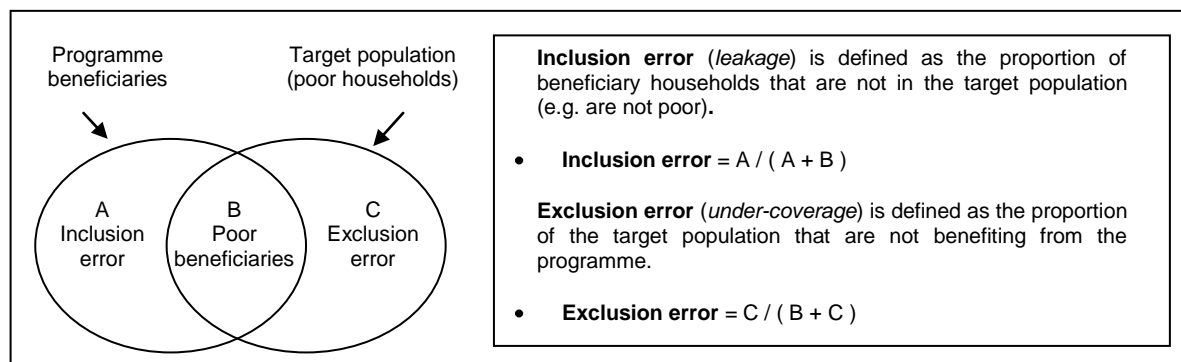 Programme
beneficiaries
Target population
(poor households)
A
Inclusion
error
B
Poor
beneficiaries
C
Exclusion
error
Inclusion error (leakage) is defined as the proportion of
beneficiary households that are not in the target population
(e.g. are not poor).
• Inclusion error = A / ( A + B )
Exclusion error (under-coverage) is defined as the proportion
of the target population that are not benefiting from the
programme.
• Exclusion error = C / ( B + C )